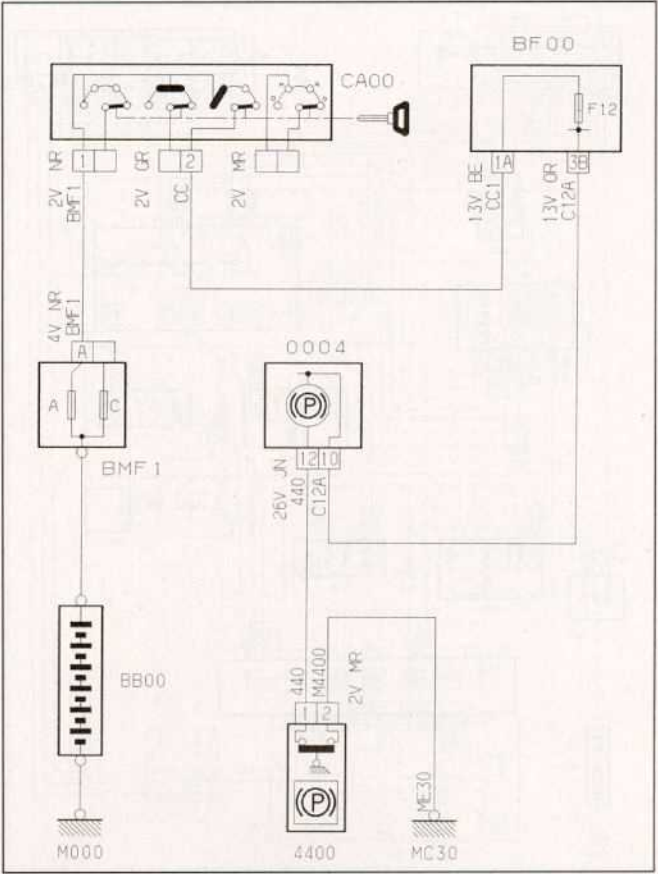 BF00
CA00
F12
1
2
1A
3B
2V NR
BMF1
2V GR
CC
2V MR
13V BE
CC1
13V OR
C12A
4V NR
BMF1
A
0004
A
C
(P)
BMF1
12
10
26V JN
440
C12A
BB00
440
M4400
2V MR
1
2
(P)
ME30
M000
4400
MC30